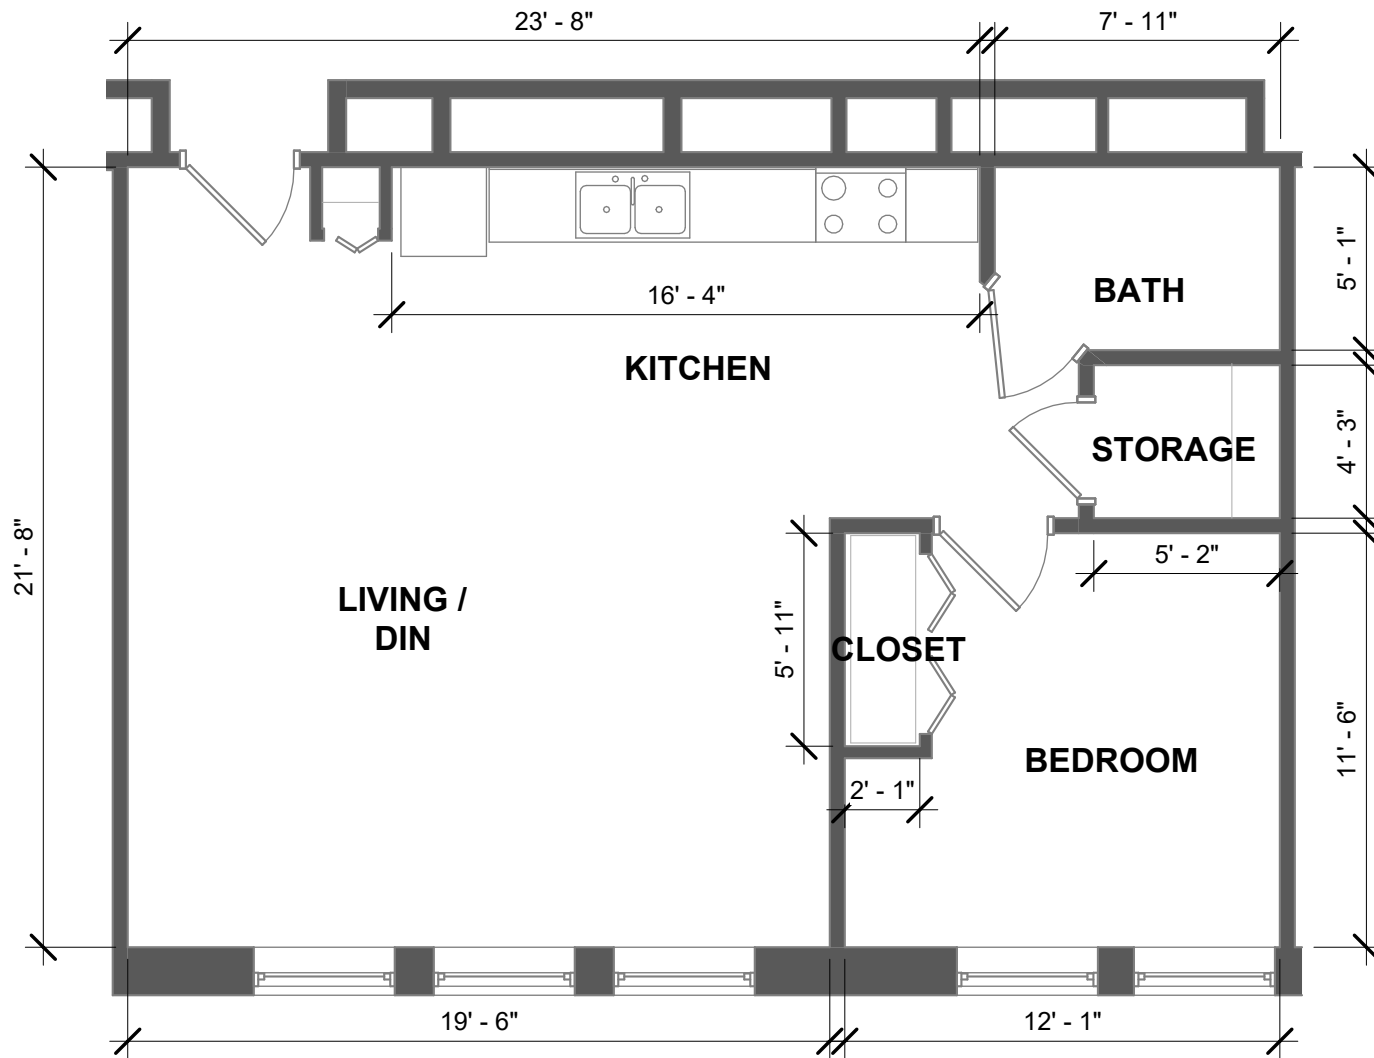 23' - 8"
7' - 11"
5' - 1"
BATH
16' - 4"
KITCHEN
STORAGE
4' - 3"
21' - 8"
5' - 2"
LIVING /
DIN
5' - 11"
CLOSET
11' - 6"
BEDROOM
2' - 1"
19' - 6"
12' - 1"